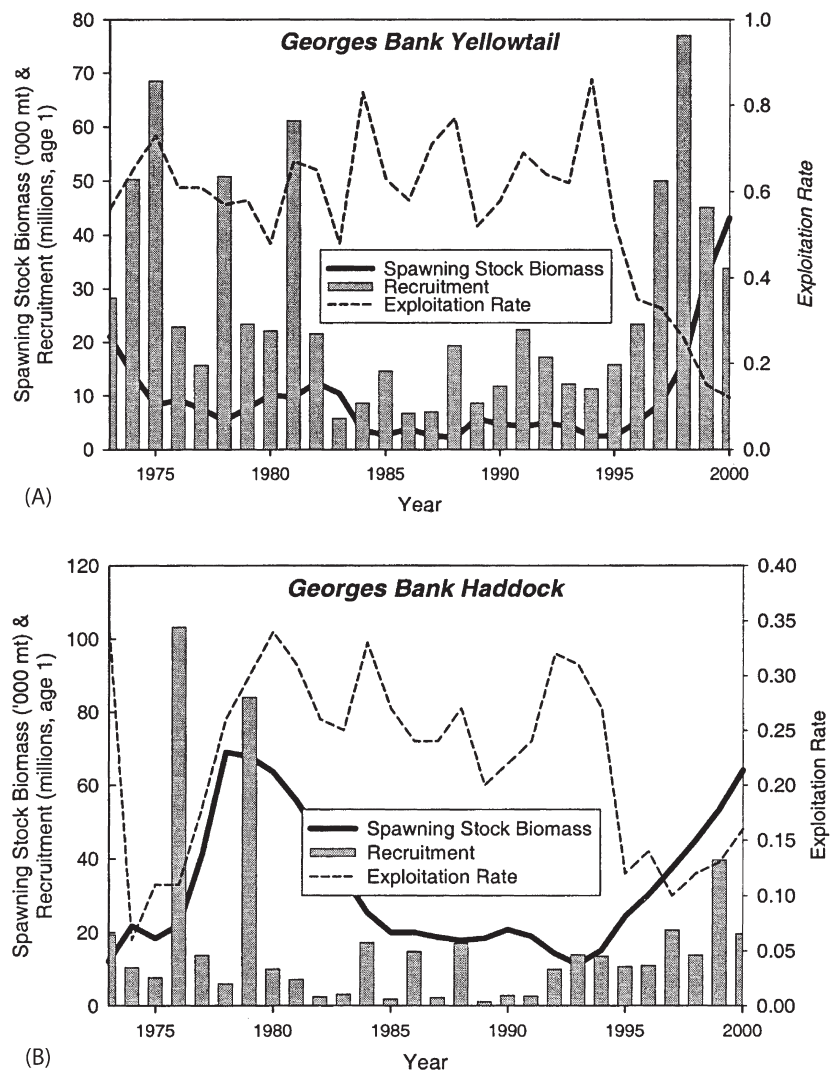 Georges Bank Yellowtail
Spawning Stock Biomass ('000 mt) &
Recruitment (millions, age 1)
80
70
60
50
40
30
20
10
0
1.0
0.8
0.6
0.4
0.2
0.0
Exploitation Rate
Spawning Stock Biomass
Recruitment
Exploitation Rate
1975
1980
1985
1990
1995
2000
Year
(A)
Georges Bank Haddock
Spawning Stock Biomass ('000 mt) &
Recruitment (millions, age 1)
120
100
80
60
40
20
0
0.40
0.35
0.30
0.25
0.20
0.15
0.10
0.05
0.00
Exploitation Rate
Spawning Stock Biomass
Recruitment
Exploitation Rate
1975
1980
1985
1990
1995
2000
Year
(B)